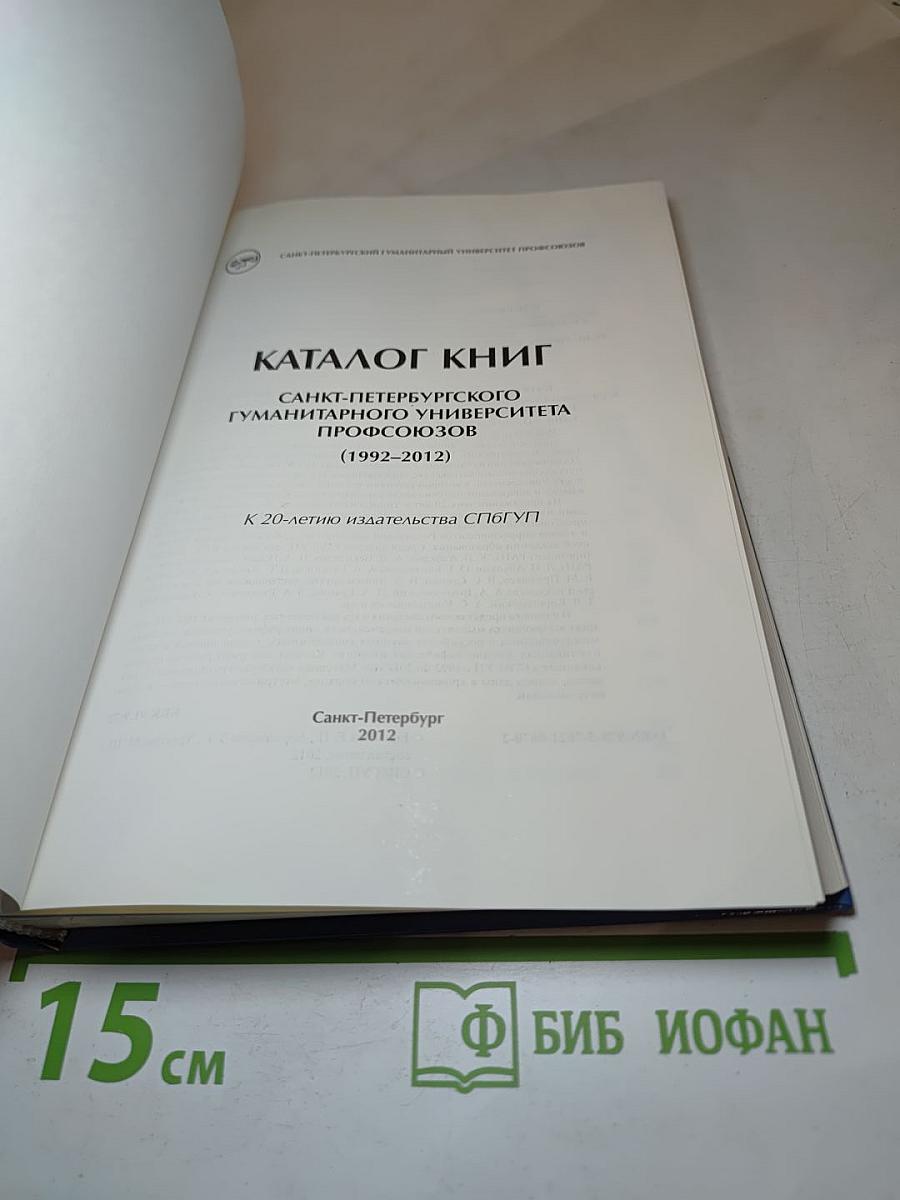 САНКТ-ПЕТЕРБУРГСКИЙ ГУМАНИТАРНЫЙ УНИВЕРСИТЕТ ПРОФСОЮЗОВ
КАТАЛОГ КНИГ
САНКТ-ПЕТЕРБУРГСКОГО
ГУМАНИТАРНОГО УНИВЕРСИТЕТА
ПРОФСОЮЗОВ
(1992–2012)
К 20-летию издательства СПбГУП
Санкт-Петербург
2012
15 см
Ф БИБ ИОФАН